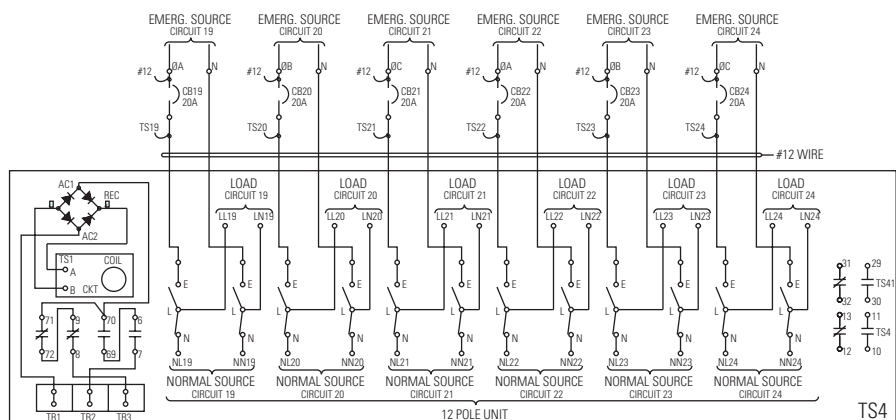 EMERG. SOURCE EMERG. SOURCE EMERG. SOURCE EMERG. SOURCE EMERG. SOURCE EMERG. SOURCE
CIRCUIT 19 CIRCUIT 20 CIRCUIT 21 CIRCUIT 22 CIRCUIT 23 CIRCUIT 24
ØA N ØB N ØC N ØA N ØB N ØC N
#12 #12 #12 #12 #12 #12
CB19 CB20 CB21 CB22 CB23 CB24
20A 20A 20A 20A 20A 20A
TS19 TS20 TS21 TS22 TS23 TS24
#12 WIRE
AC1 REC
AC2
LOAD LOAD LOAD LOAD LOAD LOAD
CIRCUIT 19 CIRCUIT 20 CIRCUIT 21 CIRCUIT 22 CIRCUIT 23 CIRCUIT 24
LL19 LN19 LL20 LN20 LL21 LN21 LL22 LN22 LL23 LN23 LL24 LN24
TS1 COIL
A
B CKT
E E E E E E E E E E E E
L L L L L L L L L L L L
N N N N N N N N N N N N
31 29
TS41
32 30
13 11
TS4
12 10
71 9 70 6
72 8 69 7
NL19 NN19 NL20 NN20 NL21 NN21 NL22 NN22 NL23 NN23 NL24 NN24
NORMAL SOURCE NORMAL SOURCE NORMAL SOURCE NORMAL SOURCE NORMAL SOURCE NORMAL SOURCE
CIRCUIT 19 CIRCUIT 20 CIRCUIT 21 CIRCUIT 22 CIRCUIT 23 CIRCUIT 24
TB1 TB2 TB3
12 POLE UNIT
TS4